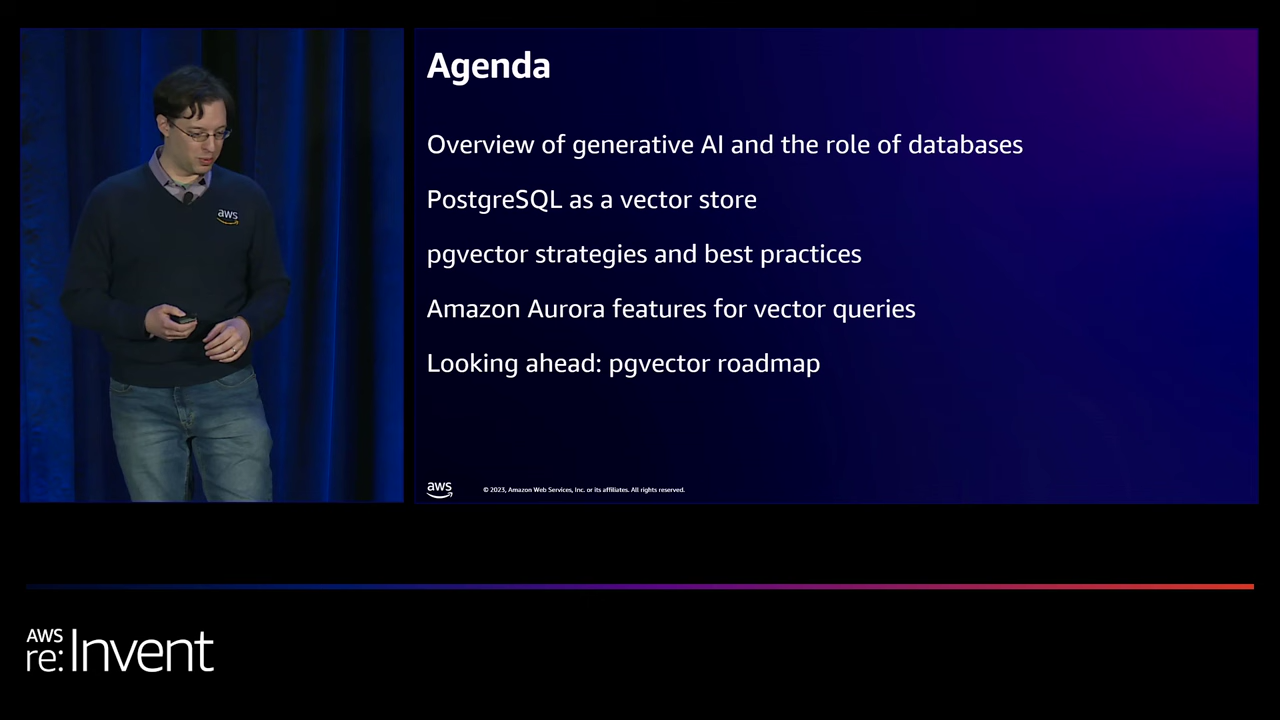 aws
Agenda
Overview of generative AI and the role of databases
PostgreSQL as a vector store
pgvector strategies and best practices
Amazon Aurora features for vector queries
Looking ahead: pgvector roadmap
aws
© 2023, Amazon Web Services, Inc. or its affiliates. All rights reserved.
AWS
re:Invent